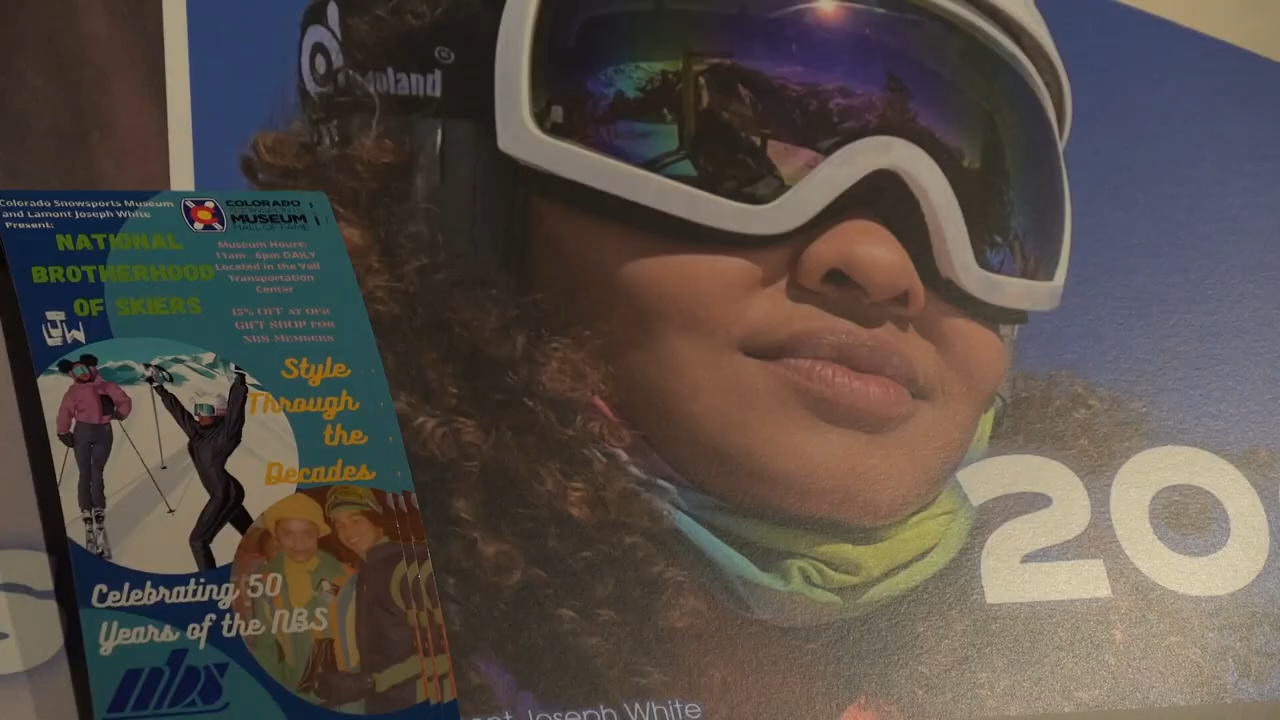 Colorado Snowsports Museum
and Lamont Joseph White
Present:
COLORADO
SNOWSPORTS
MUSEUM
HALL OF FAME
NATIONAL
BROTHERHOOD
OF SKIERS
Museum Hours:
11am - 6pm DAILY
Located in the Vail
Transportation
Center
15% OFF AT OUR
GIFT SHOP FOR
NBS MEMBERS
Style
Through
the
Decades
Celebrating 50
Years of the NBS
nbs
®
20
Joseph White